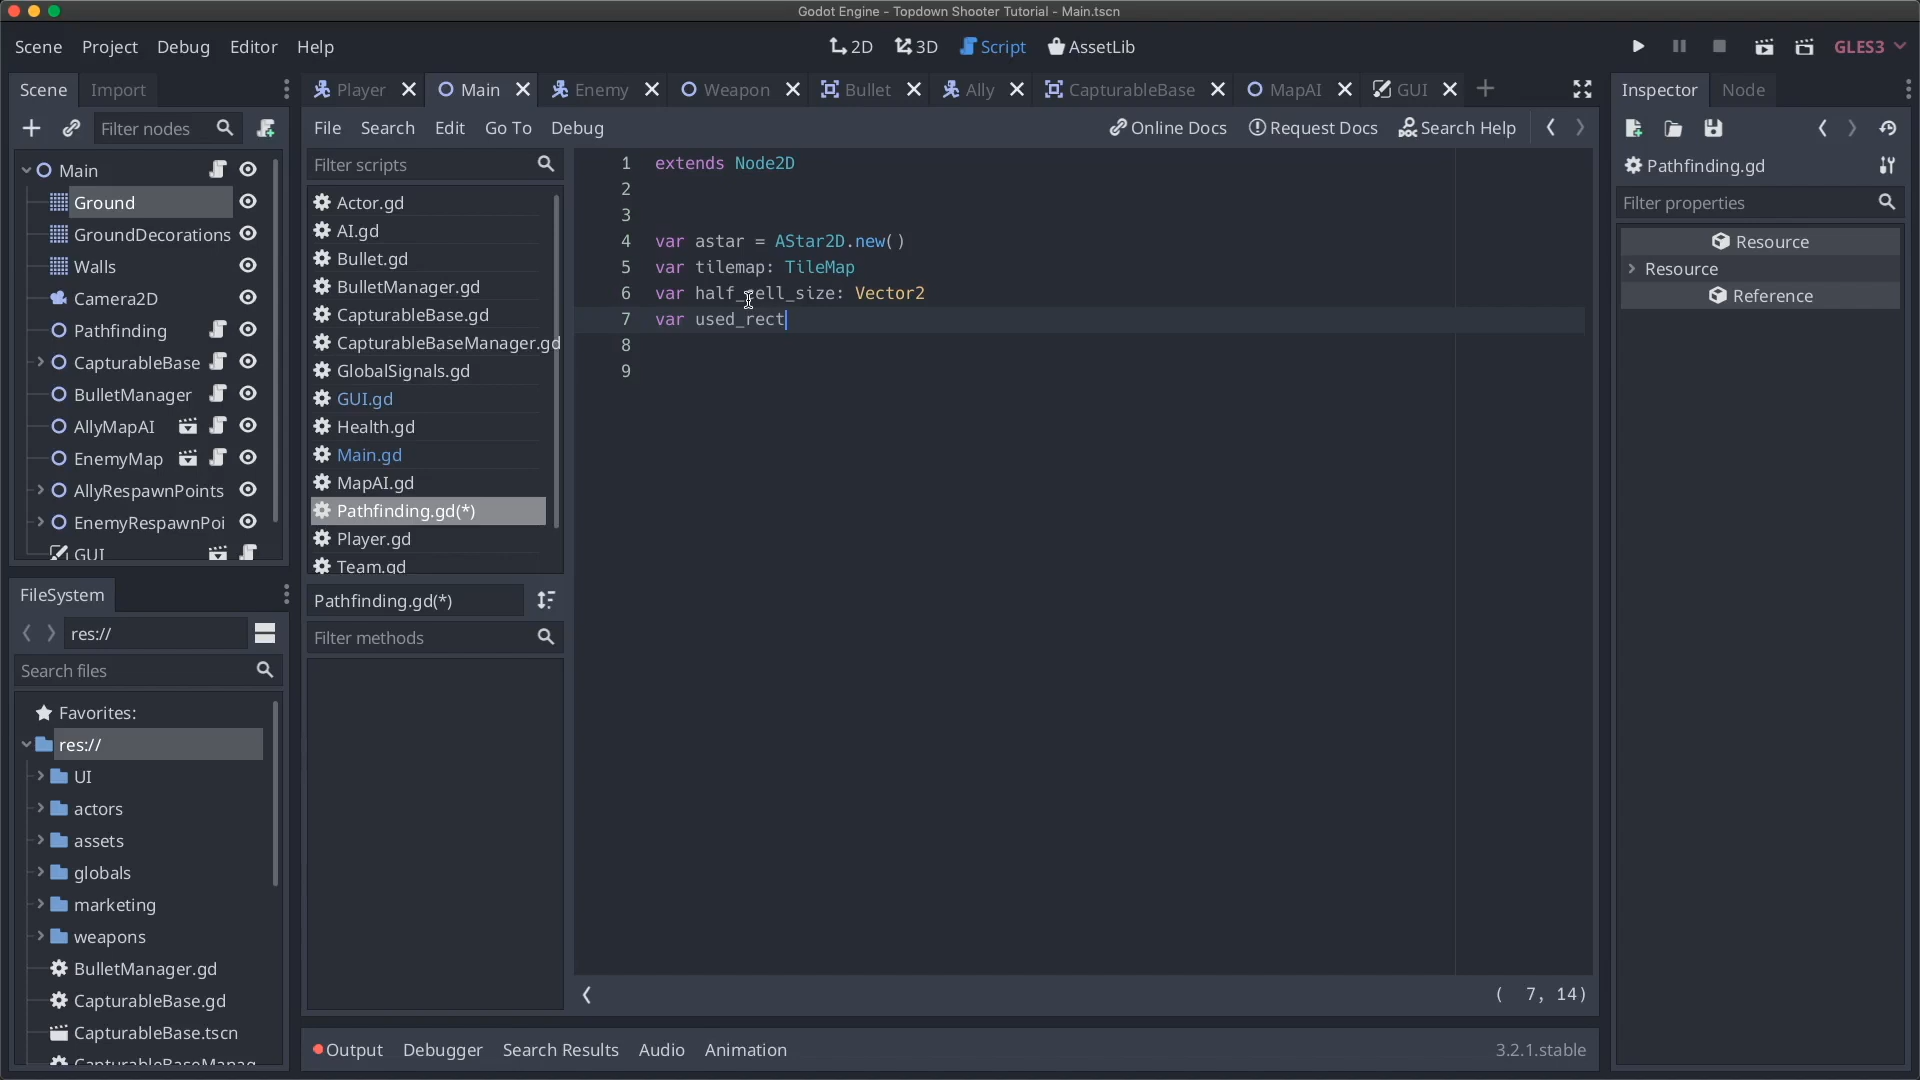 Godot Engine - Topdown Shooter Tutorial - Main.tscn
Scene Project Debug Editor Help
2D 3D Script AssetLib
GLES3
Scene Import
Filter nodes
Main
Ground
GroundDecorations
Walls
Camera2D
Pathfinding
CapturableBase
BulletManager
AllyMapAI
EnemyMap
AllyRespawnPoints
EnemyRespawnPoi
GUI
FileSystem
res://
Search files
Favorites:
res://
UI
actors
assets
globals
marketing
weapons
BulletManager.gd
CapturableBase.gd
CapturableBase.tscn
CapturableBaseManag
Player Main Enemy Weapon Bullet Ally CapturableBase MapAI GUI
File Search Edit Go To Debug
Online Docs Request Docs Search Help
Filter scripts
Actor.gd
AI.gd
Bullet.gd
BulletManager.gd
CapturableBase.gd
CapturableBaseManager.gd
GlobalSignals.gd
GUI.gd
Health.gd
Main.gd
MapAI.gd
Pathfinding.gd(*)
Player.gd
Team.gd
Pathfinding.gd(*)
Filter methods
1 extends Node2D
2
3
4 var astar = AStar2D.new()
5 var tilemap: TileMap
6 var half_cell_size: Vector2
7 var used_rect
8
9
( 7, 14)
Output Debugger Search Results Audio Animation
3.2.1.stable
Inspector Node
Pathfinding.gd
Filter properties
Resource
Resource
Reference